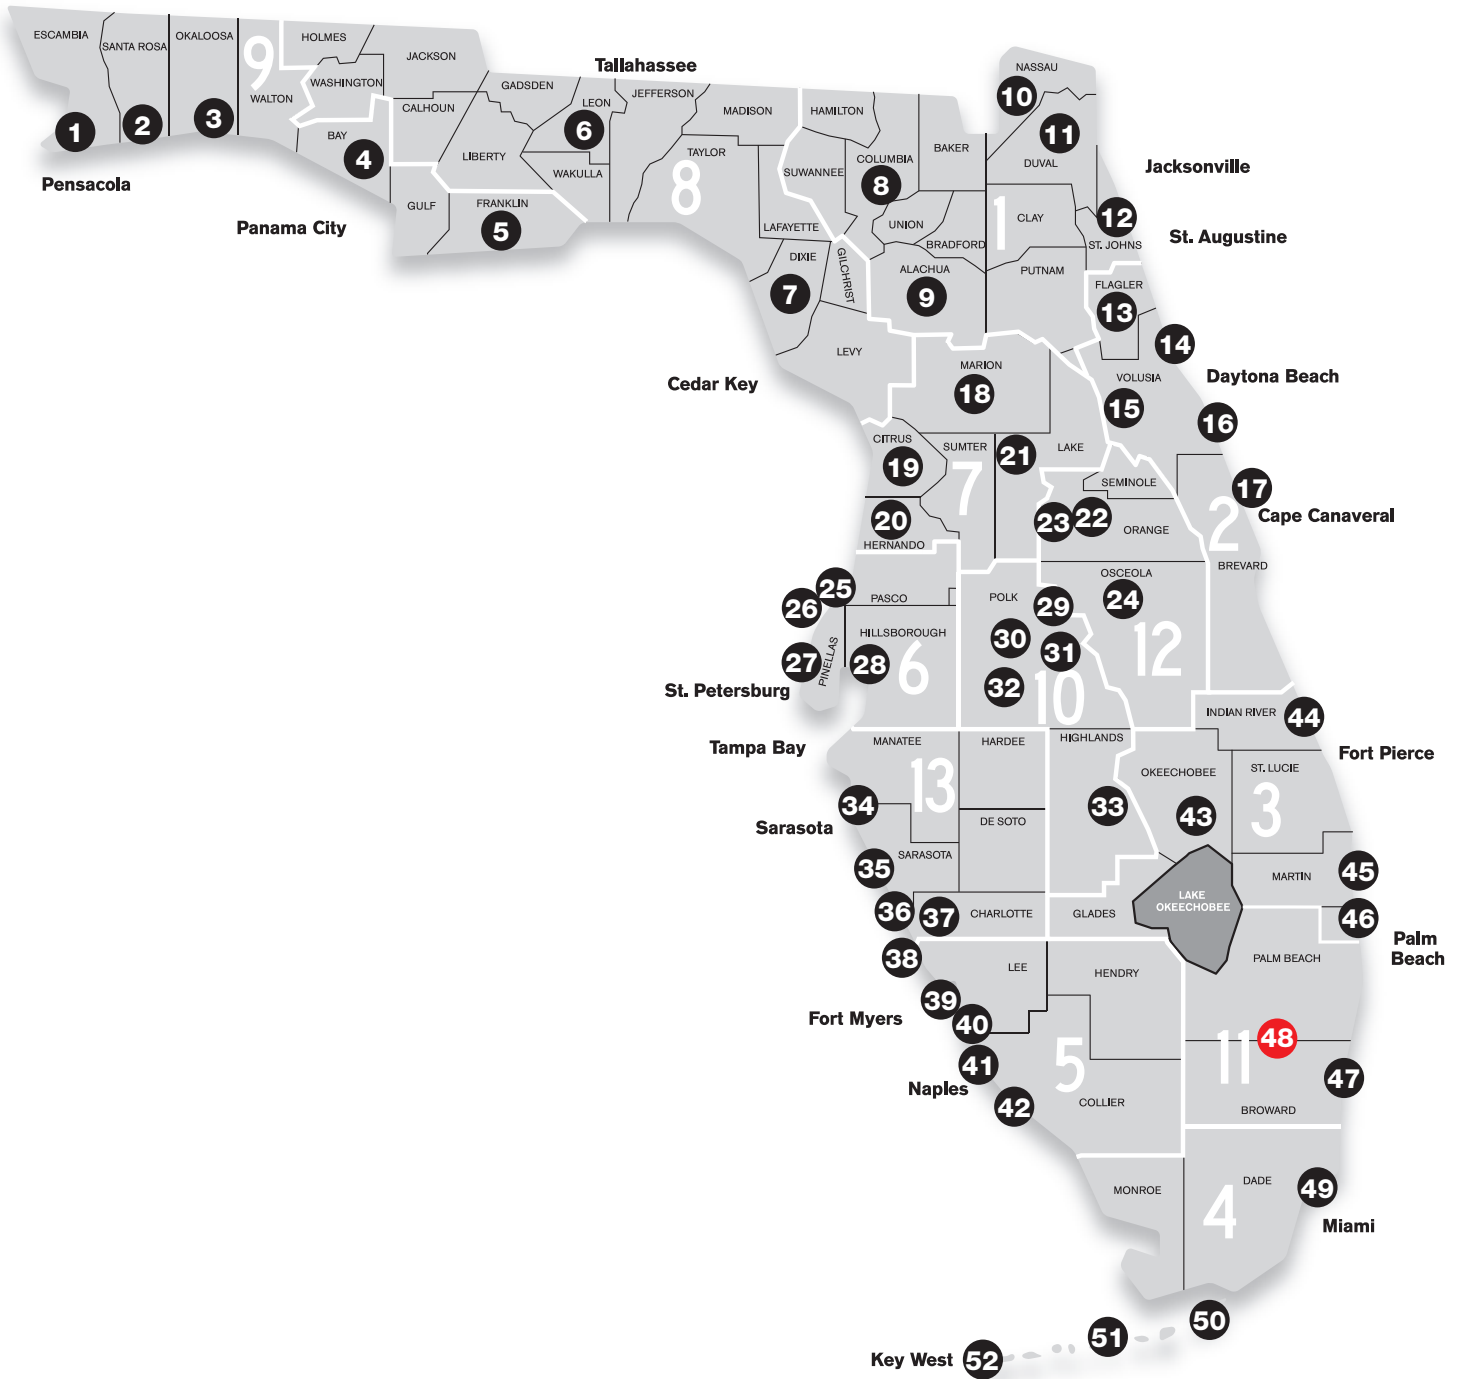 ESCAMBIA
SANTA ROSA
OKALOOSA
9
WALTON
HOLMES
WASHINGTON
JACKSON
BAY
CALHOUN
GADSDEN
LIBERTY
LEON
WAKULLA
Tallahassee
JEFFERSON
MADISON
TAYLOR
8
HAMILTON
SUWANNEE
LAFAYETTE
COLUMBIA
BAKER
NASSAU
DUVAL
UNION
BRADFORD
1
CLAY
ST. JOHNS
PUTNAM
GULF
FRANKLIN
DIXIE
GILCHRIST
ALACHUA
FLAGLER
LEVY
MARION
VOLUSIA
1
2
3
4
5
6
7
8
9
10
11
12
13
14
15
16
17
18
19
20
21
22
23
24
Pensacola
Panama City
Jacksonville
St. Augustine
Cedar Key
Daytona Beach
Cape Canaveral
CITRUS
SUMTER
7
LAKE
SEMINOLE
ORANGE
2
BREVARD
HERNANDO
OSCEOLA
12
PASCO
POLK
10
HILLSBOROUGH
6
PINELLAS
25
26
27
28
29
30
31
32
St. Petersburg
Tampa Bay
INDIAN RIVER
44
Fort Pierce
MANATEE
13
HARDEE
HIGHLANDS
33
OKEECHOBEE
43
ST. LUCIE
3
34
Sarasota
DE SOTO
SARASOTA
35
MARTIN
45
LAKE
OKEECHOBEE
36
37
CHARLOTTE
GLADES
46
Palm
Beach
38
LEE
HENDRY
PALM BEACH
39
Fort Myers
40
41
Naples
42
5
COLLIER
11
48
47
BROWARD
MONROE
DADE
4
49
Miami
50
51
Key West
52